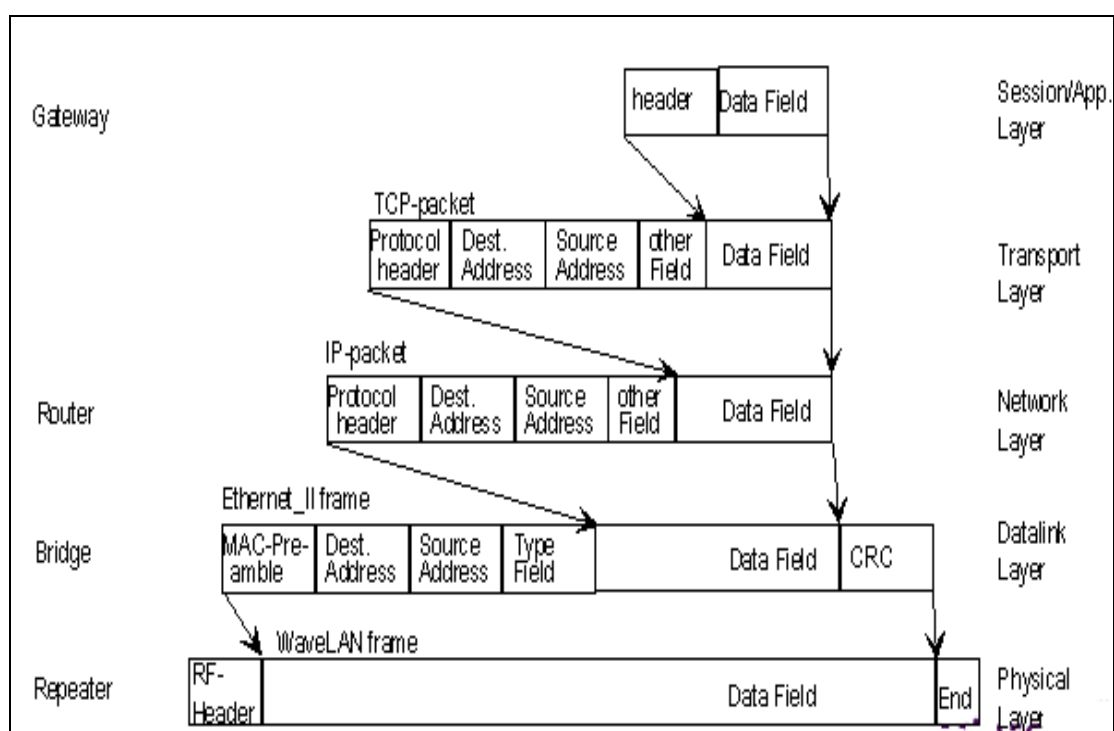 Gateway
header
Data Field
Session/App.
Layer
TCP-packet
Protocol
header
Dest.
Address
Source
Address
other
Field
Data Field
Transport
Layer
IP-packet
Router
Protocol
header
Dest.
Address
Source
Address
other
Field
Data Field
Network
Layer
Ethernet_II frame
Bridge
MAC-Pre-
amble
Dest.
Address
Source
Address
Type
Field
Data Field
CRC
Datalink
Layer
WaveLAN frame
Repeater
RF-
Header
Data Field
End
Physical
Layer